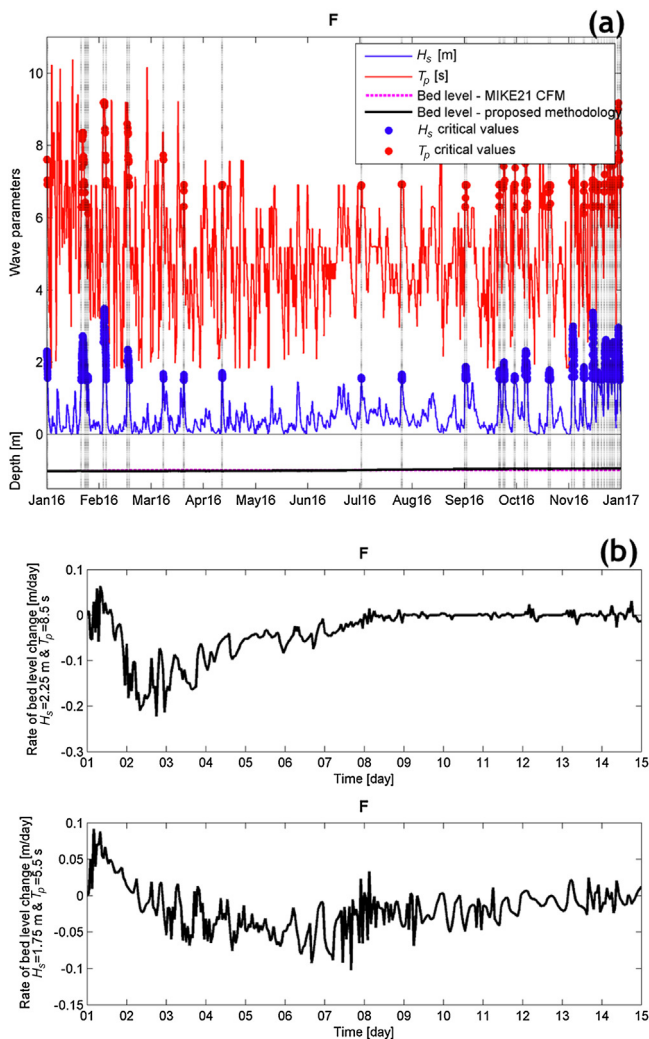 F
(a)
Hs [m]
Tp [s]
Bed level - MIKE21 CFM
Bed level - proposed methodology
Hs critical values
Tp critical values
Wave parameters
10
8
6
4
2
0
Depth [m]
Jan16 Feb16 Mar16 Apr16 May16 Jun16 Jul16 Aug16 Sep16 Oct16 Nov16 Jan17
(b)
F
Rate of bed level change [m/day]
Hs=2.25 m & Tp=8.5 s
0.1
0
-0.1
-0.2
-0.3
01 02 03 04 05 06 07 08 09 10 11 12 13 14 15
Time [day]
F
Rate of bed level change [m/day]
Hs=1.75 m & Tp=5.5 s
0.1
0.05
0
-0.05
-0.1
-0.15
01 02 03 04 05 06 07 08 09 10 11 12 13 14 15
Time [day]